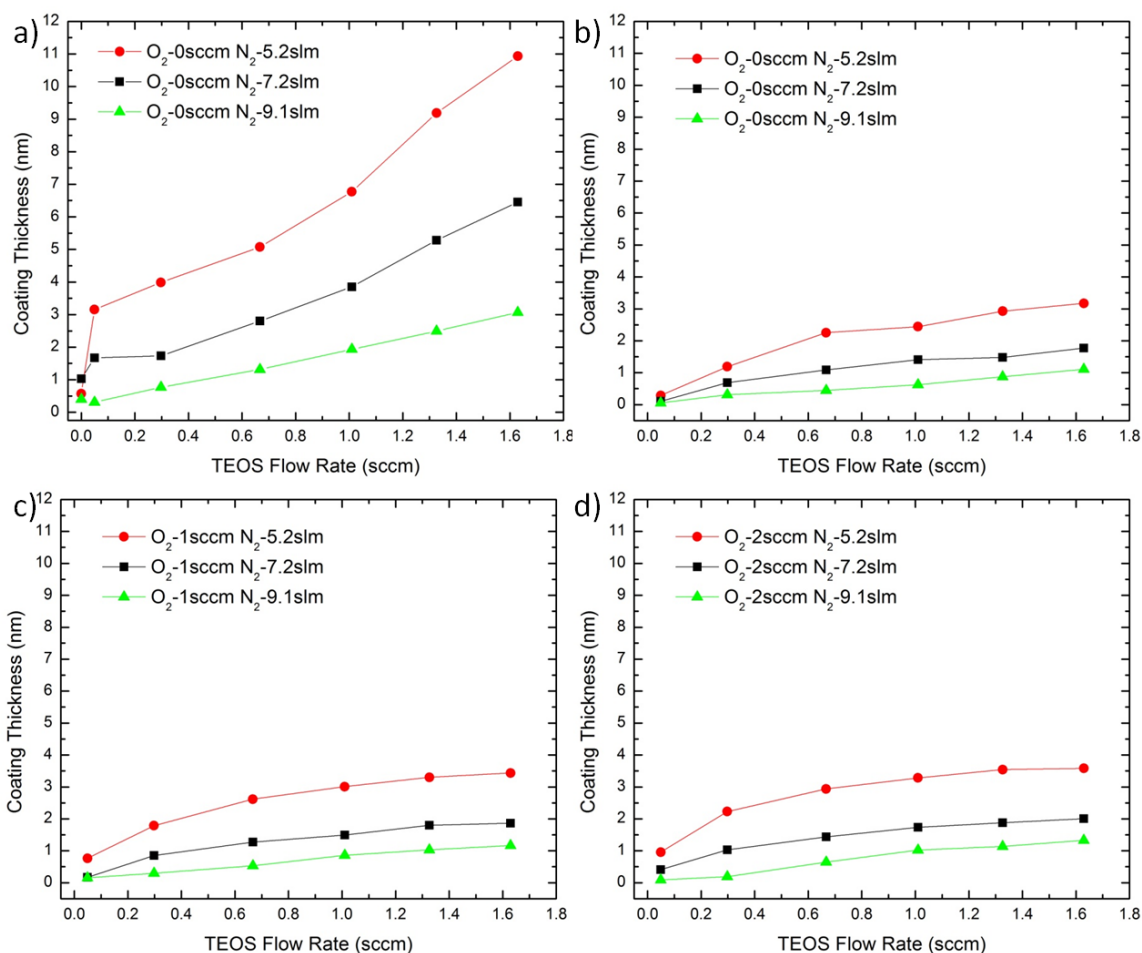 a)
12
11
10
9
8
7
6
5
4
3
2
1
0
Coating Thickness (nm)
O₂-0sccm N₂-5.2slm
O₂-0sccm N₂-7.2slm
O₂-0sccm N₂-9.1slm
0.0 0.2 0.4 0.6 0.8 1.0 1.2 1.4 1.6 1.8
TEOS Flow Rate (sccm)
b)
12
11
10
9
8
7
6
5
4
3
2
1
0
Coating Thickness (nm)
O₂-0sccm N₂-5.2slm
O₂-0sccm N₂-7.2slm
O₂-0sccm N₂-9.1slm
0.0 0.2 0.4 0.6 0.8 1.0 1.2 1.4 1.6 1.8
TEOS Flow Rate (sccm)
c)
12
11
10
9
8
7
6
5
4
3
2
1
0
Coating Thickness (nm)
O₂-1sccm N₂-5.2slm
O₂-1sccm N₂-7.2slm
O₂-1sccm N₂-9.1slm
0.0 0.2 0.4 0.6 0.8 1.0 1.2 1.4 1.6 1.8
TEOS Flow Rate (sccm)
d)
12
11
10
9
8
7
6
5
4
3
2
1
0
Coating Thickness (nm)
O₂-2sccm N₂-5.2slm
O₂-2sccm N₂-7.2slm
O₂-2sccm N₂-9.1slm
0.0 0.2 0.4 0.6 0.8 1.0 1.2 1.4 1.6 1.8
TEOS Flow Rate (sccm)